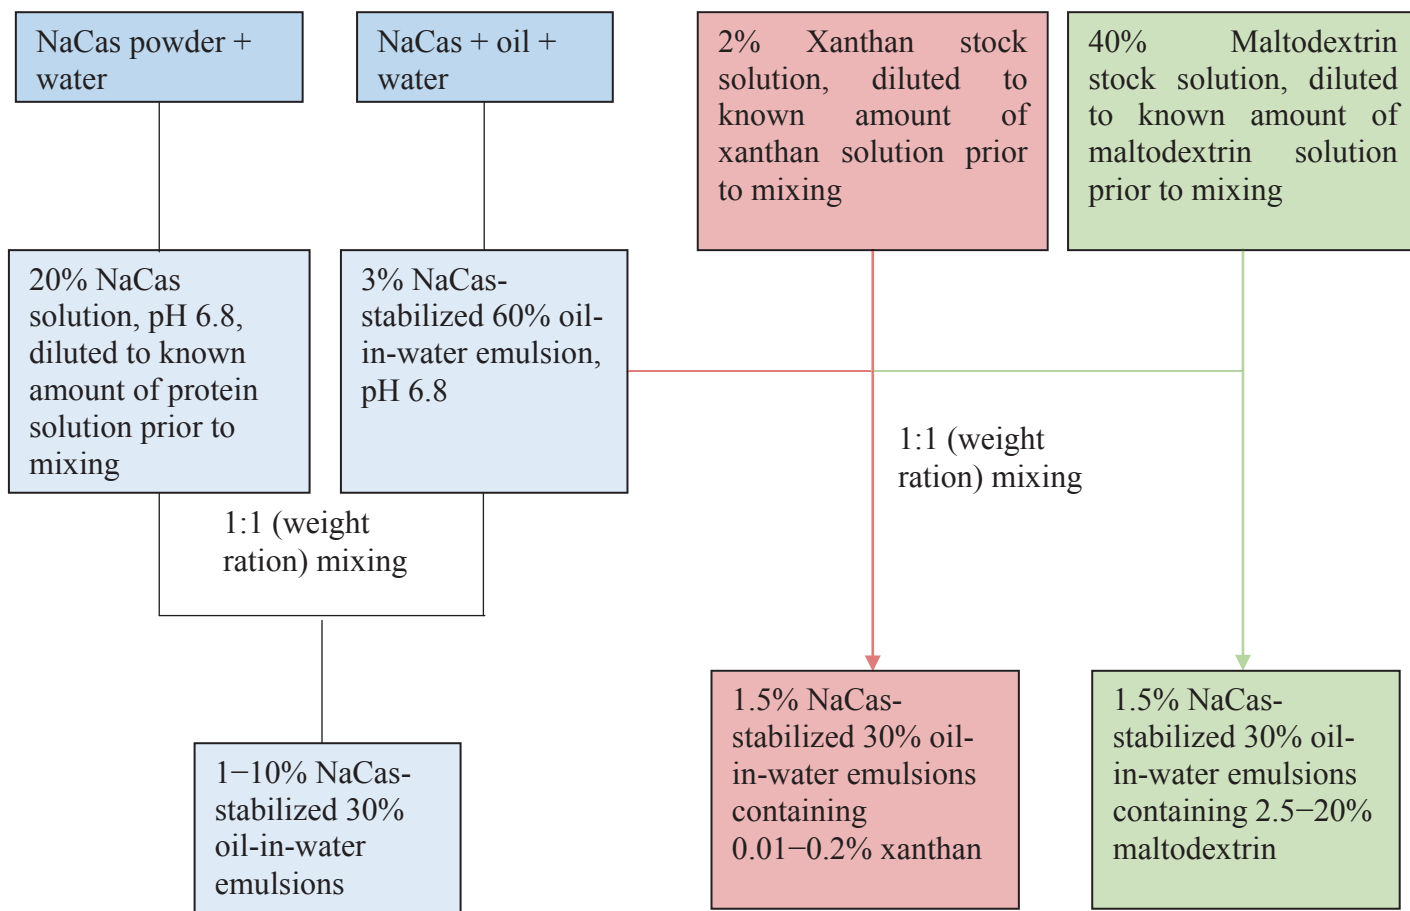 NaCas powder +
water
NaCas + oil +
water
2% Xanthan stock
solution, diluted to
known amount of
xanthan solution prior
to mixing
40% Maltodextrin
stock solution, diluted
to known amount of
maltodextrin solution
prior to mixing
20% NaCas
solution, pH 6.8,
diluted to known
amount of protein
solution prior to
mixing
3% NaCas-
stabilized 60% oil-
in-water emulsion,
pH 6.8
1:1 (weight
ration) mixing
1:1 (weight
ration) mixing
1−10% NaCas-
stabilized 30%
oil-in-water
emulsions
1.5% NaCas-
stabilized 30% oil-
in-water emulsions
containing
0.01−0.2% xanthan
1.5% NaCas-
stabilized 30% oil-
in-water emulsions
containing 2.5−20%
maltodextrin